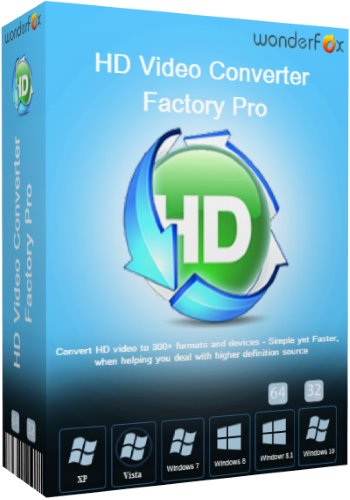 wonderfox
HD Video Converter
Factory Pro
HD
Convert HD video to 300+ formats and devices - Simple yet Faster,
when helping you deal with higher definition source
64 32
XP Vista Windows 7 Windows 8 Window 8.1 Windows 10
HD
HD Video Converter
Factory Pro